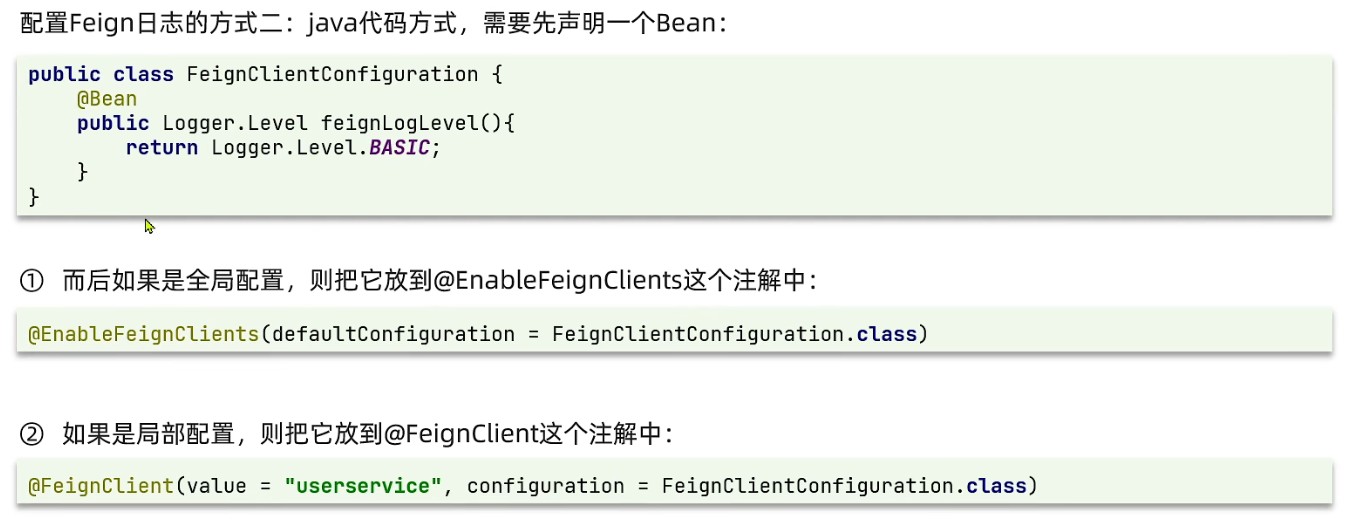 配置Feign日志的方式二：java代码方式，需要先声明一个Bean：
public class FeignClientConfiguration {
    @Bean
    public Logger.Level feignLogLevel(){
        return Logger.Level.BASIC;
    }
}
① 而后如果是全局配置，则把它放到@EnableFeignClients这个注解中：
@EnableFeignClients(defaultConfiguration = FeignClientConfiguration.class)
② 如果是局部配置，则把它放到@FeignClient这个注解中：
@FeignClient(value = "userservice", configuration = FeignClientConfiguration.class)